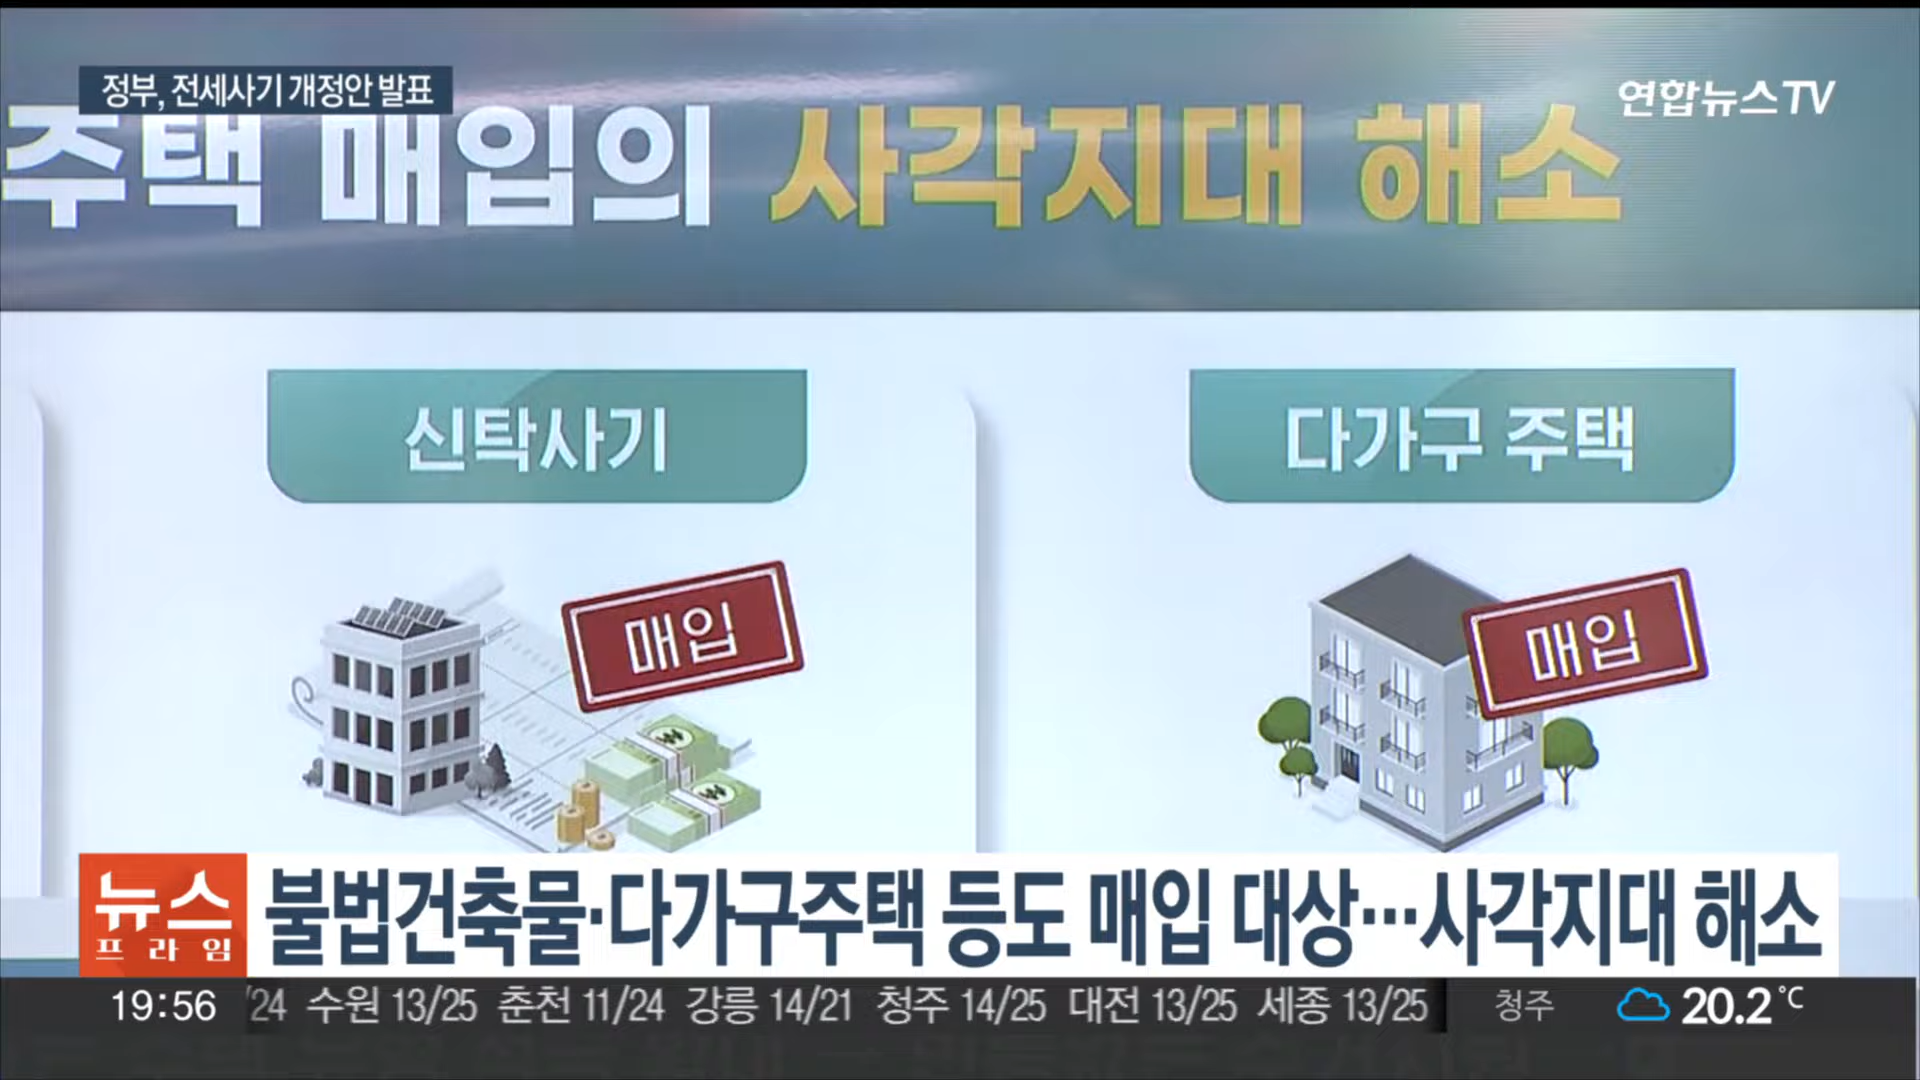 정부, 전세사기 개정안 발표
연합뉴스TV
주택 매입의 사각지대 해소
신탁사기
다가구 주택
매입
매입
뉴스
프라임
불법건축물·다가구주택 등도 매입 대상…사각지대 해소
19:56
/24 수원 13/25 춘천 11/24 강릉 14/21 청주 14/25 대전 13/25 세종 13/25
청주 20.2℃